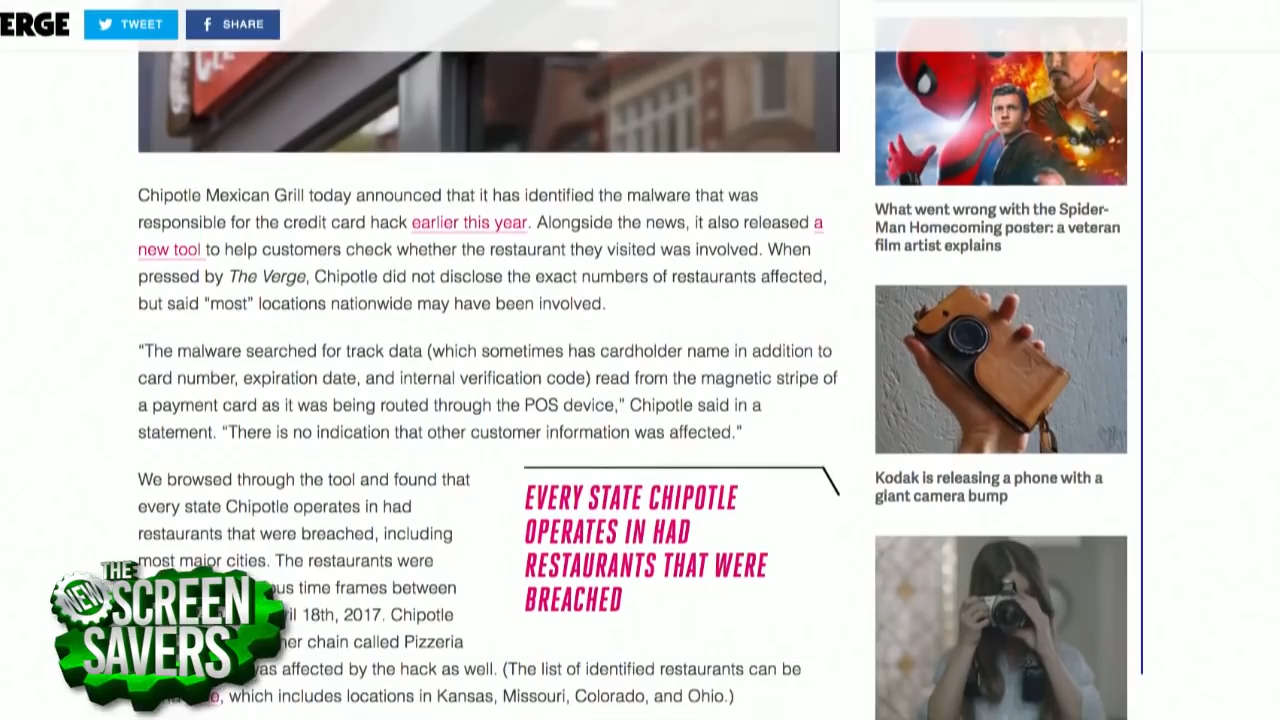 ERGE
TWEET
SHARE
Chipotle Mexican Grill today announced that it has identified the malware that was
responsible for the credit card hack earlier this year. Alongside the news, it also released a
new tool to help customers check whether the restaurant they visited was involved. When
pressed by The Verge, Chipotle did not disclose the exact numbers of restaurants affected,
but said "most" locations nationwide may have been involved.
"The malware searched for track data (which sometimes has cardholder name in addition to
card number, expiration date, and internal verification code) read from the magnetic stripe of
a payment card as it was being routed through the POS device," Chipotle said in a
statement. "There is no indication that other customer information was affected."
We browsed through the tool and found that
every state Chipotle operates in had
restaurants that were breached, including
most major cities. The restaurants were
us time frames between
il 18th, 2017. Chipotle
er chain called Pizzeria
as affected by the hack as well. (The list of identified restaurants can be
, which includes locations in Kansas, Missouri, Colorado, and Ohio.)
EVERY STATE CHIPOTLE
OPERATES IN HAD
RESTAURANTS THAT WERE
BREACHED
What went wrong with the Spider-
Man Homecoming poster: a veteran
film artist explains
Kodak is releasing a phone with a
giant camera bump
THE
NEW
SCREEN
SAVERS